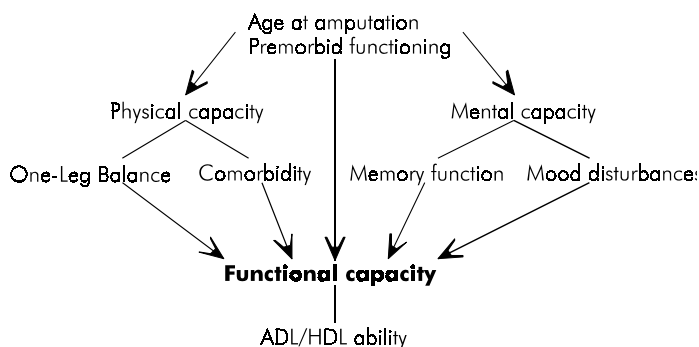 Age at amputation
Premorbid functioning
Physical capacity
Mental capacity
One-Leg Balance
Comorbidity
Memory function
Mood disturbances
Functional capacity
ADL/HDL ability